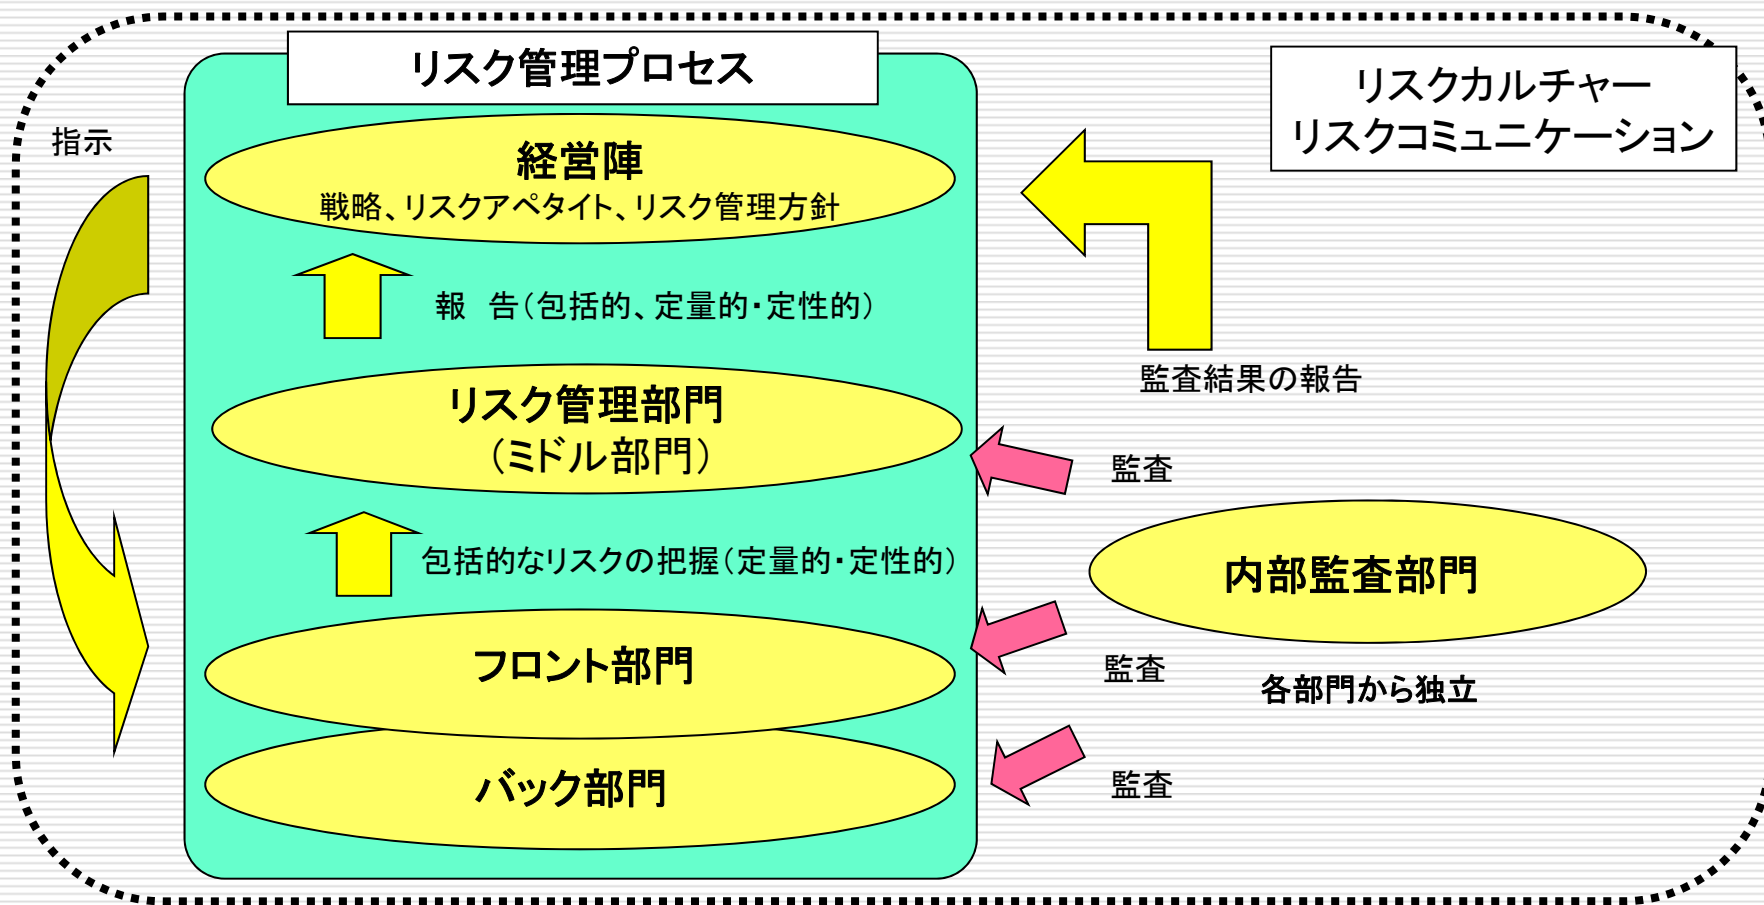 リスク管理プロセス
リスクカルチャー
リスクコミュニケーション
指示
経営陣
戦略、リスクアペタイト、リスク管理方針
報　告（包括的、定量的・定性的）
監査結果の報告
リスク管理部門
（ミドル部門）
監査
包括的なリスクの把握（定量的・定性的）
内部監査部門
フロント部門
監査
各部門から独立
バック部門
監査